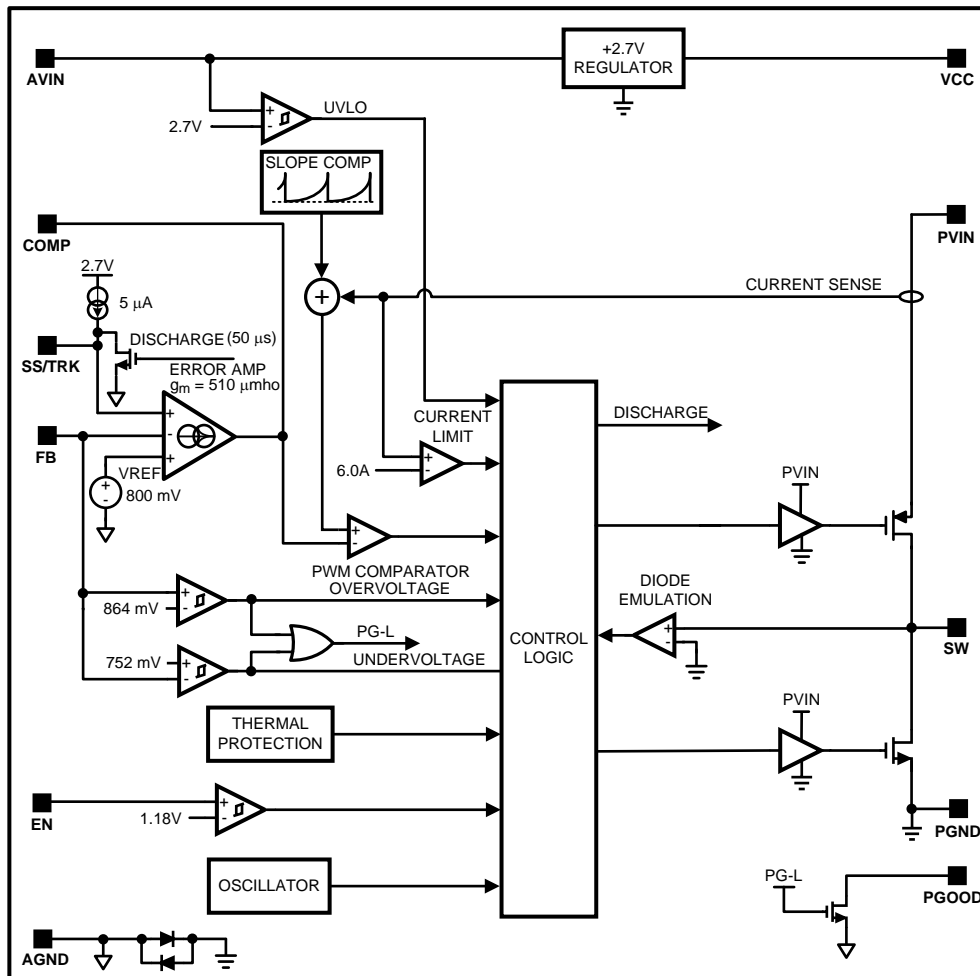 AVIN
+2.7V
REGULATOR
VCC
+
-
2.7V
UVLO
SLOPE COMP
COMP
PVIN
2.7V
5 μA
+
CURRENT SENSE
DISCHARGE (50 μs)
SS/TRK
ERROR AMP
gm = 510 μmho
+
-
+
FB
VREF
+
-
800 mV
CURRENT
LIMIT
+
-
6.0A
DISCHARGE
PVIN
+
-
PWM COMPARATOR
OVERVOLTAGE
+
-
864 mV
PG-L
UNDERVOLTAGE
752 mV
+
-
CONTROL
LOGIC
DIODE
EMULATION
+
-
SW
THERMAL
PROTECTION
PVIN
EN
+
-
1.18V
PGND
OSCILLATOR
PG-L
PGOOD
AGND